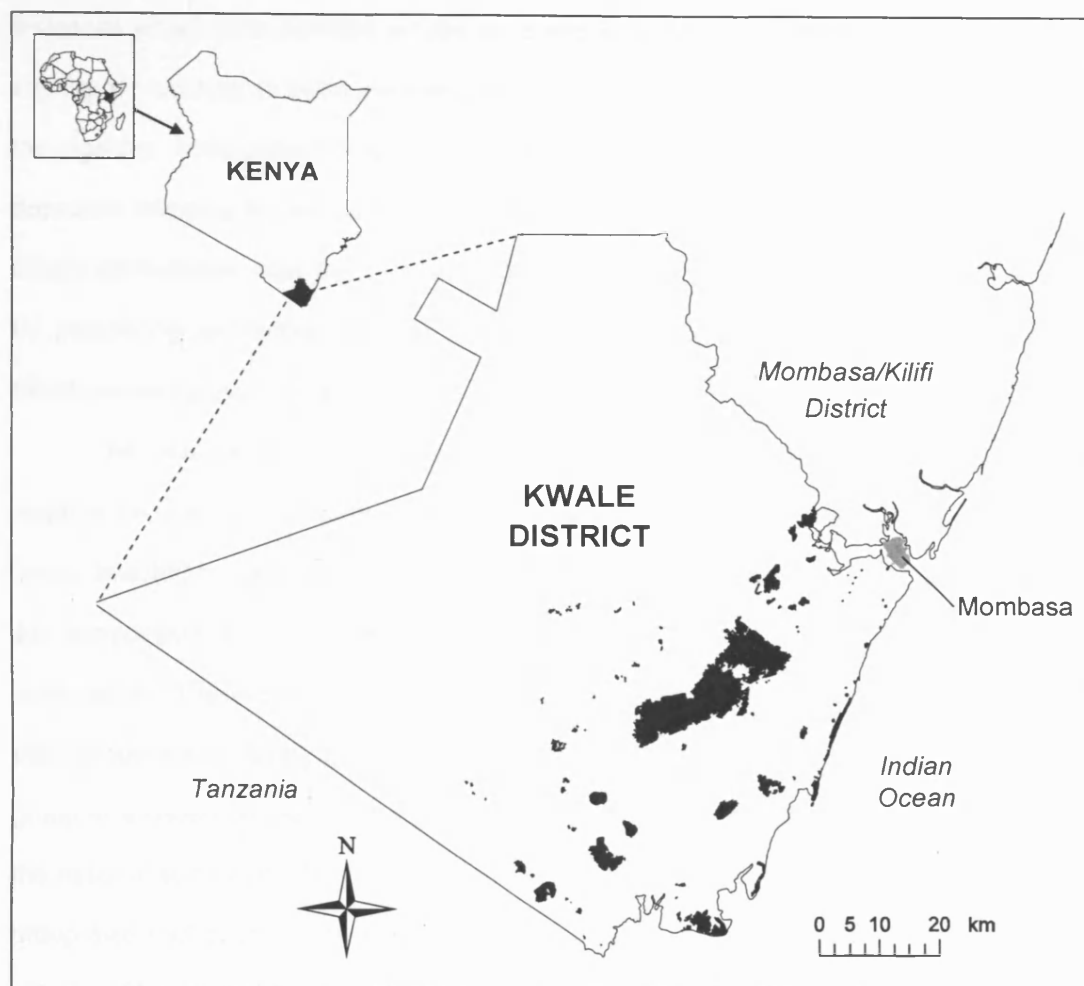 KENYA
Mombasa/Kilifi
District
KWALE
DISTRICT
Mombasa
Indian
Ocean
Tanzania
N
0 5 10 20 km